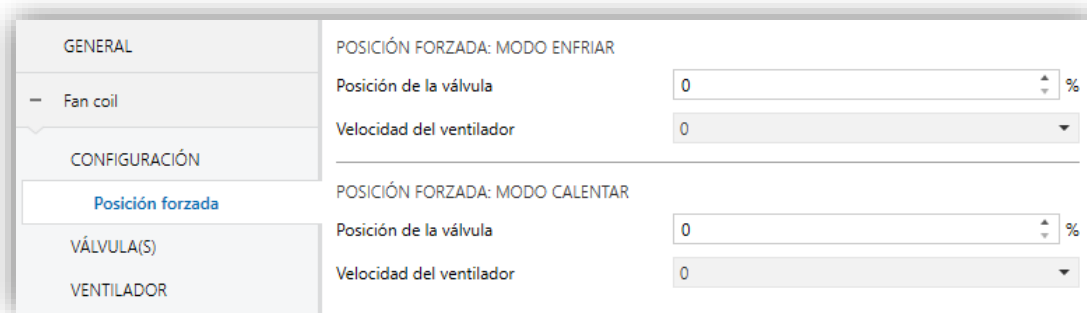 GENERAL
Fan coil
CONFIGURACIÓN
Posición forzada
VÁLVULA(S)
VENTILADOR
POSICIÓN FORZADA: MODO ENFRIAR
Posición de la válvula 0 %
Velocidad del ventilador 0
POSICIÓN FORZADA: MODO CALENTAR
Posición de la válvula 0 %
Velocidad del ventilador 0